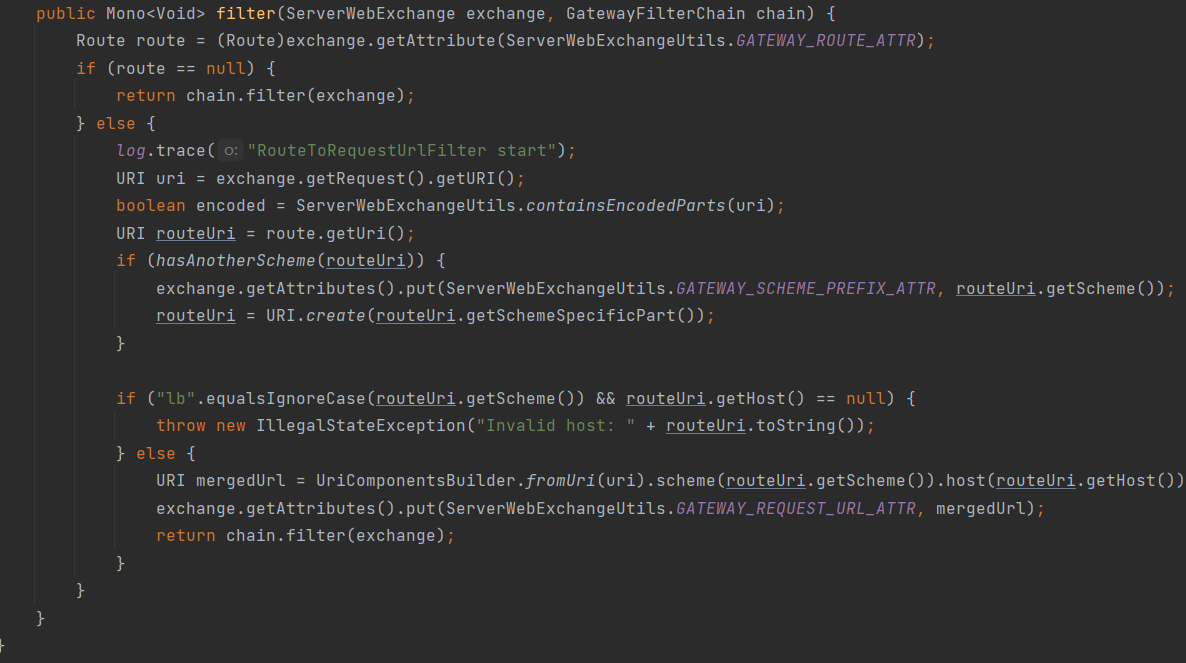 public Mono<Void> filter(ServerWebExchange exchange, GatewayFilterChain chain) {
Route route = (Route)exchange.getAttribute(ServerWebExchangeUtils.GATEWAY_ROUTE_ATTR);
if (route == null) {
return chain.filter(exchange);
} else {
log.trace( o: "RouteToRequestUrlFilter start");
URI uri = exchange.getRequest().getURI();
boolean encoded = ServerWebExchangeUtils.containsEncodedParts(uri);
URI routeUri = route.getUri();
if (hasAnotherScheme(routeUri)) {
exchange.getAttributes().put(ServerWebExchangeUtils.GATEWAY_SCHEME_PREFIX_ATTR, routeUri.getScheme());
routeUri = URI.create(routeUri.getSchemeSpecificPart());
}
if ("lb".equalsIgnoreCase(routeUri.getScheme()) && routeUri.getHost() == null) {
throw new IllegalStateException("Invalid host: " + routeUri.toString());
} else {
URI mergedUrl = UriComponentsBuilder.fromUri(uri).scheme(routeUri.getScheme()).host(routeUri.getHost())
exchange.getAttributes().put(ServerWebExchangeUtils.GATEWAY_REQUEST_URL_ATTR, mergedUrl);
return chain.filter(exchange);
}
}
}
}